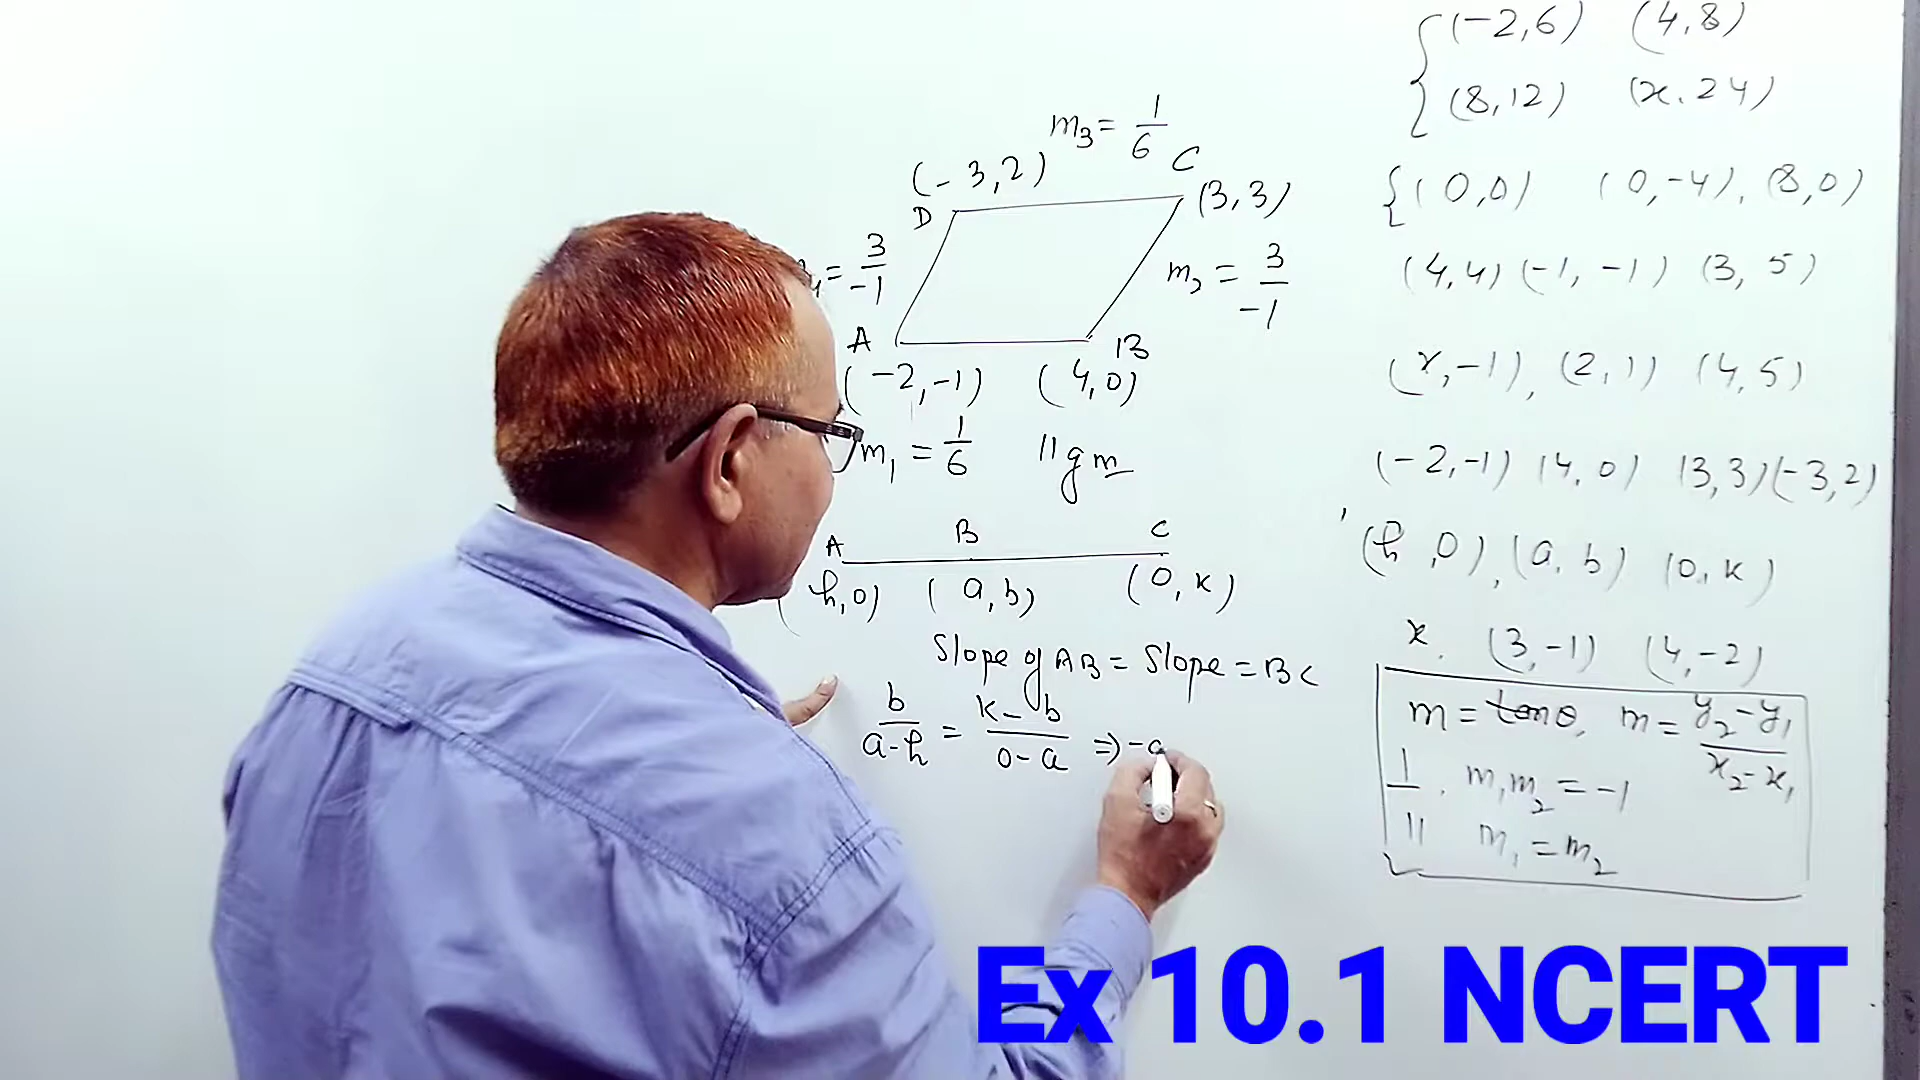 m₃ = 1/6
(-3,2) C
D (3,3)
₄ = 3/-1
m₂ = 3/-1
A B
(-2,-1) (4,0)
m₁ = 1/6 11gm
A B C
(h,0) (a,b) (0,k)
Slope of AB = Slope = BC
b/a-h = k-b/0-a ⇒ -a
{(-2,6) (4,8)
(8,12) (x.24)
{(0,0) (0,-4), (8,0)
(4,4) (-1,-1) (3,5)
(x,-1), (2,1) (4,5)
(-2,-1) (4,0) (3,3) (-3,2)
(h,0), (a,b) (0,k)
x. (3,-1) (4,-2)
m = tanθ, m = y₂-y₁/x₂-x₁
⊥. m₁m₂ = -1
11 m₁ = m₂
Ex 10.1 NCERT